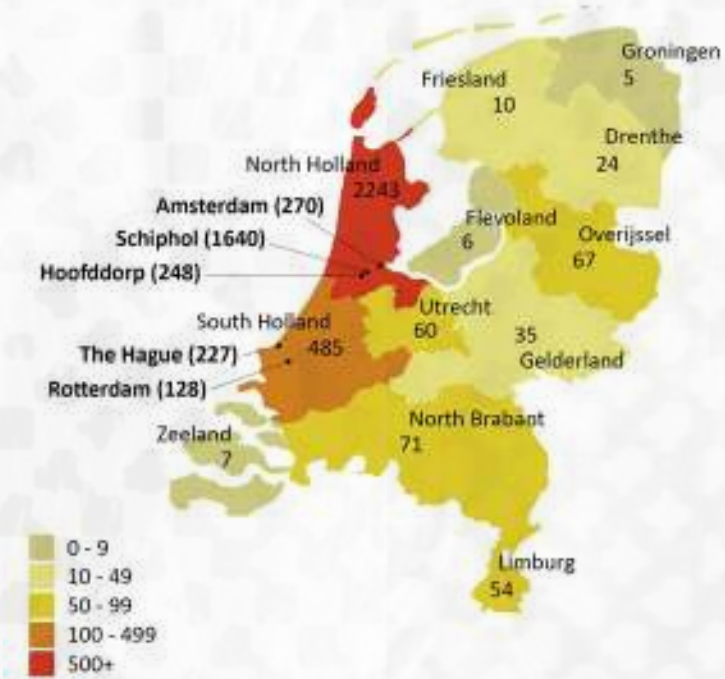 Groningen
5
Friesland
10
Drenthe
24
North Holland
2243
Amsterdam (270)
Schiphol (1640)
Hoofddorp (248)
Flevoland
6
Overijssel
67
Utrecht
60
South Holland
485
35
Gelderland
The Hague (227)
Rotterdam (128)
North Brabant
71
Zeeland
7
Limburg
54
0 - 9
10 - 49
50 - 99
100 - 499
500+